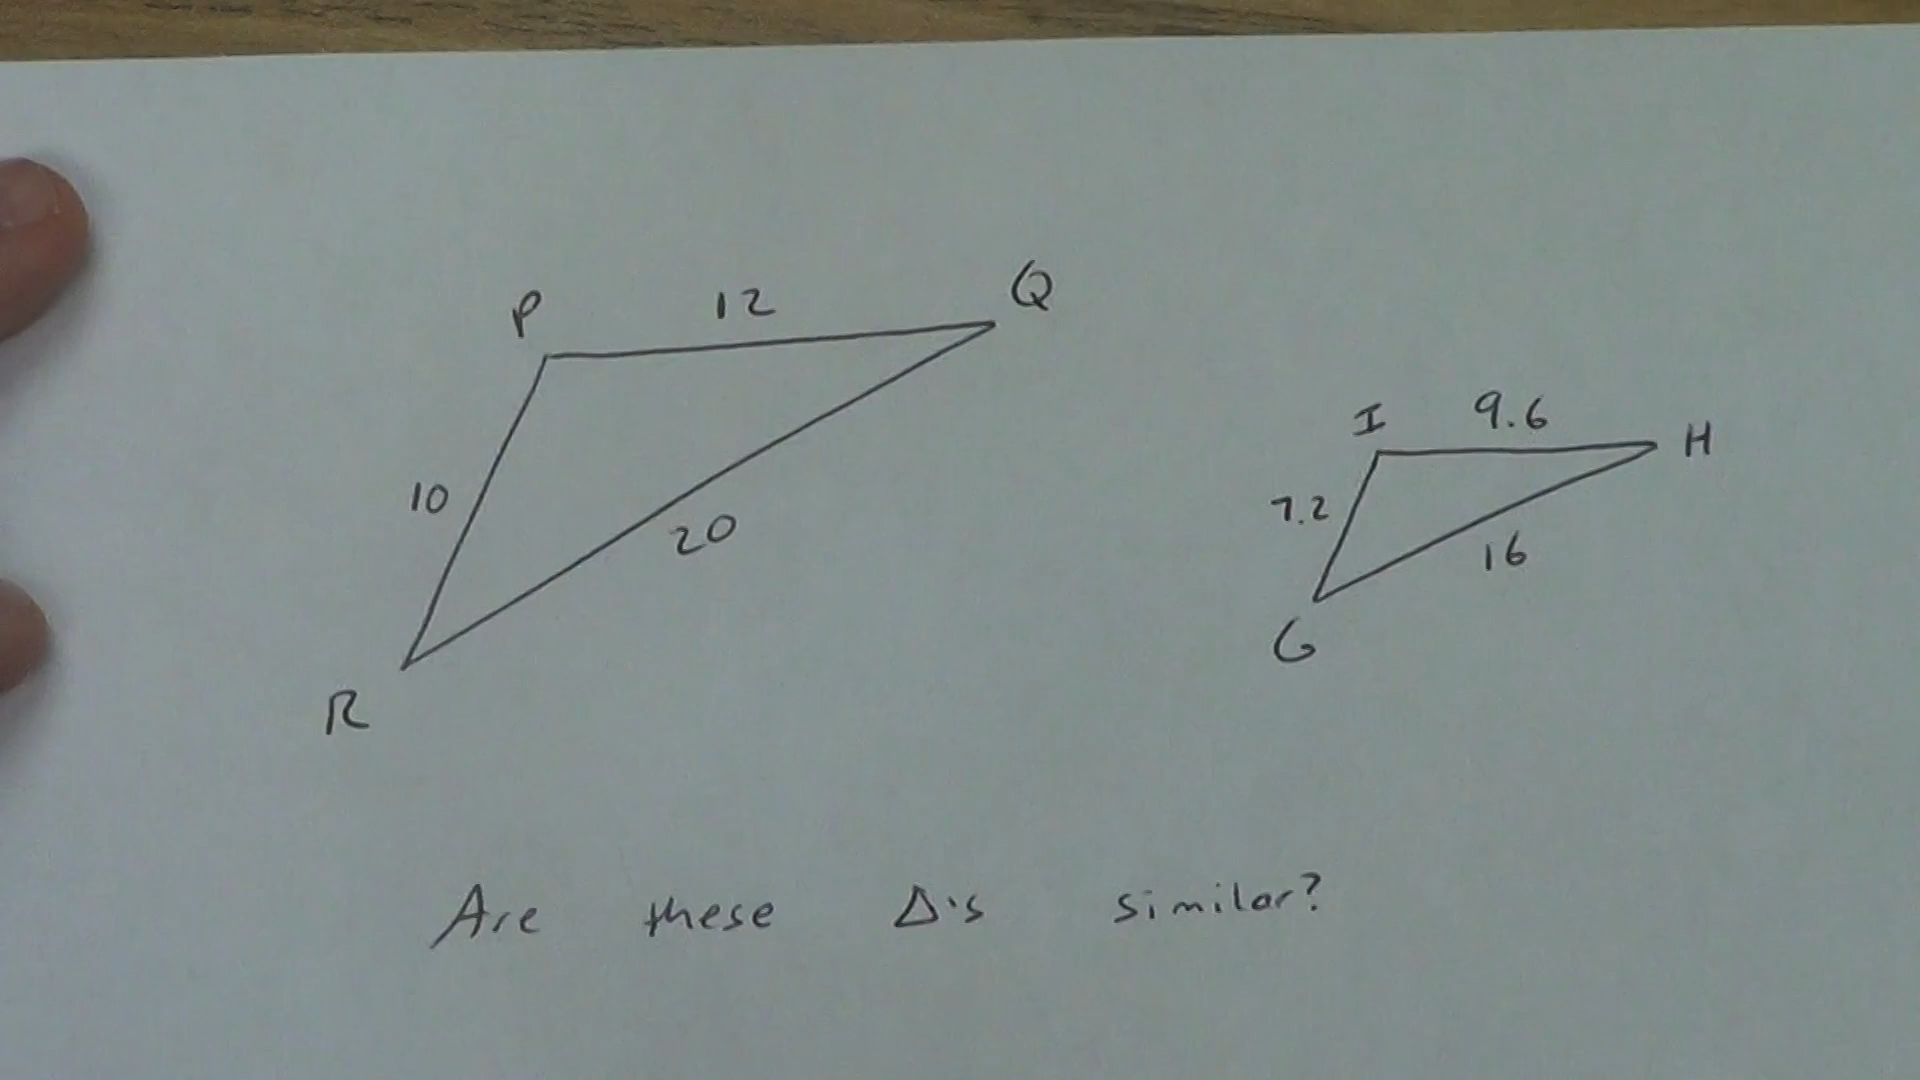 P 12 Q
10
20
R
I 9.6 H
7.2
16
G
Are these Δ's similar?